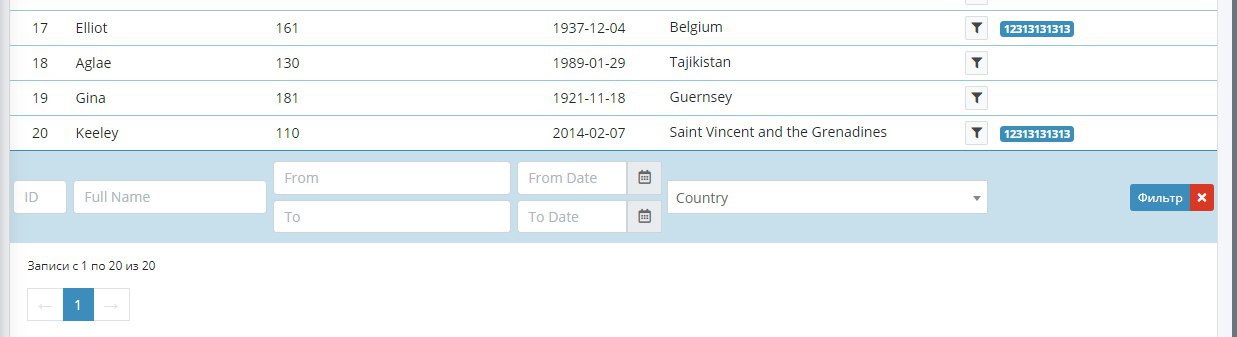 17 Elliot 161 1937-12-04 Belgium 12313131313
18 Aglae 130 1989-01-29 Tajikistan
19 Gina 181 1921-11-18 Guernsey
20 Keeley 110 2014-02-07 Saint Vincent and the Grenadines 12313131313
From From Date
ID Full Name Country Фильтр
To To Date
Записи с 1 по 20 из 20
← 1 →